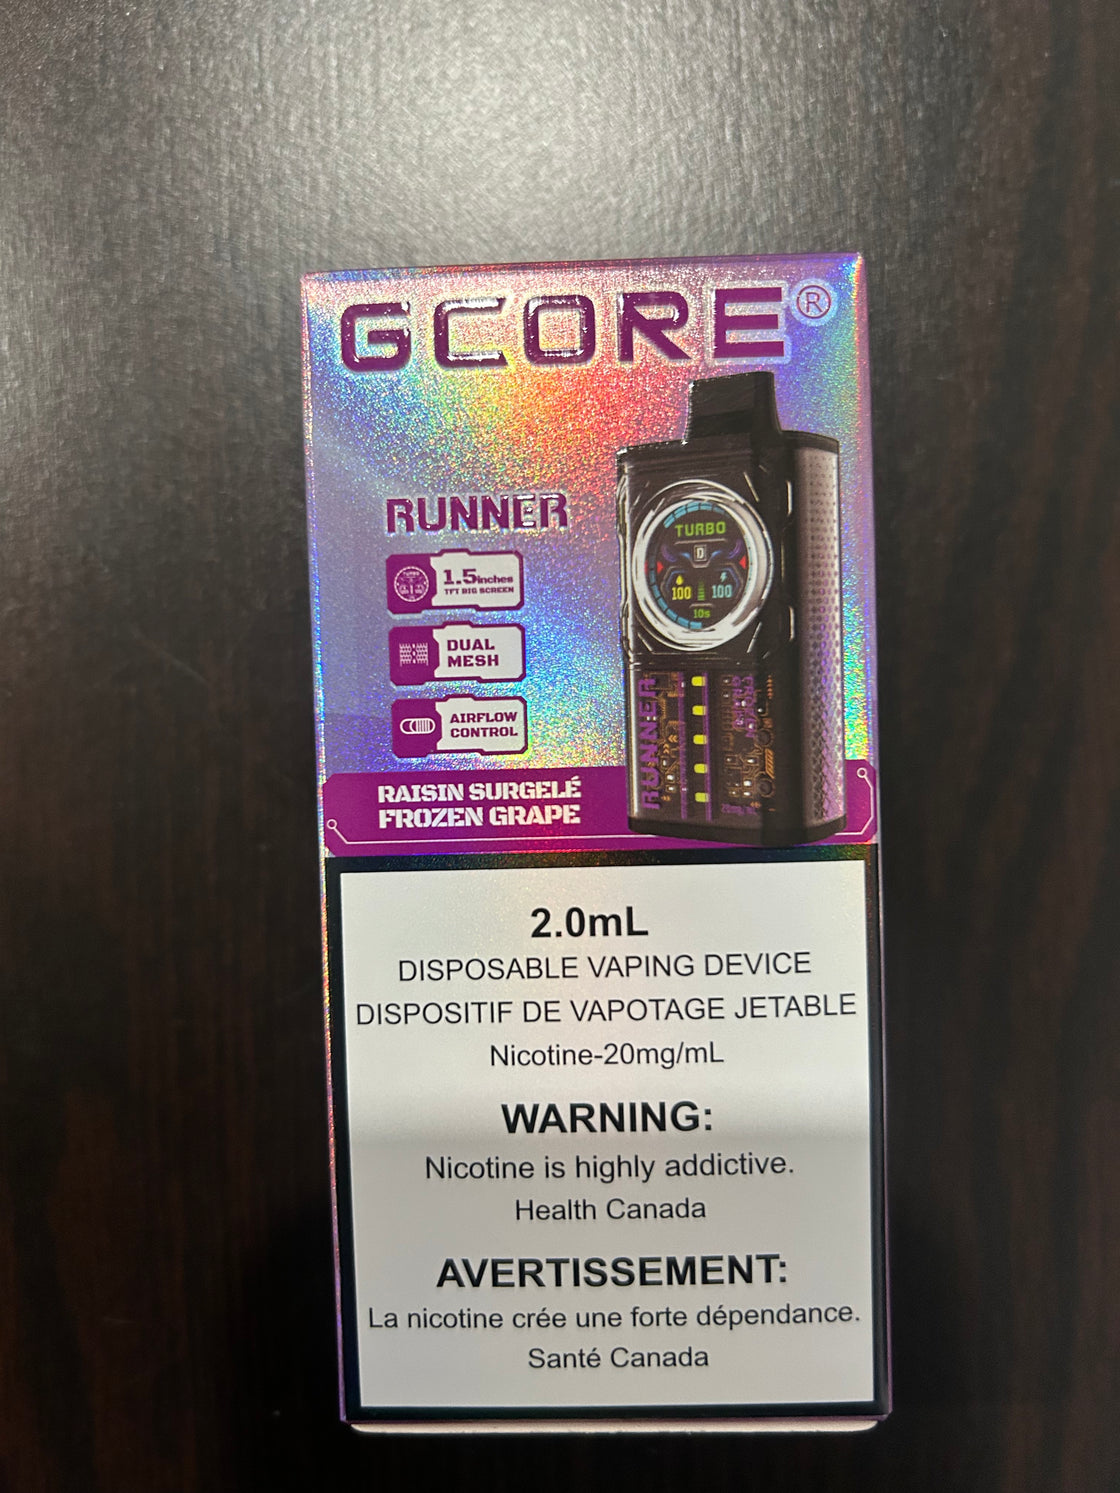 GCORE®
RUNNER
1.5inches
TFT BIG SCREEN
DUAL
MESH
AIRFLOW
CONTROL
TURBO
D
100 100
10s
RUNNER
RAISIN SURGELÉ
FROZEN GRAPE
2.0mL
DISPOSABLE VAPING DEVICE
DISPOSITIF DE VAPOTAGE JETABLE
Nicotine-20mg/mL
WARNING:
Nicotine is highly addictive.
Health Canada
AVERTISSEMENT:
La nicotine crée une forte dépendance.
Santé Canada